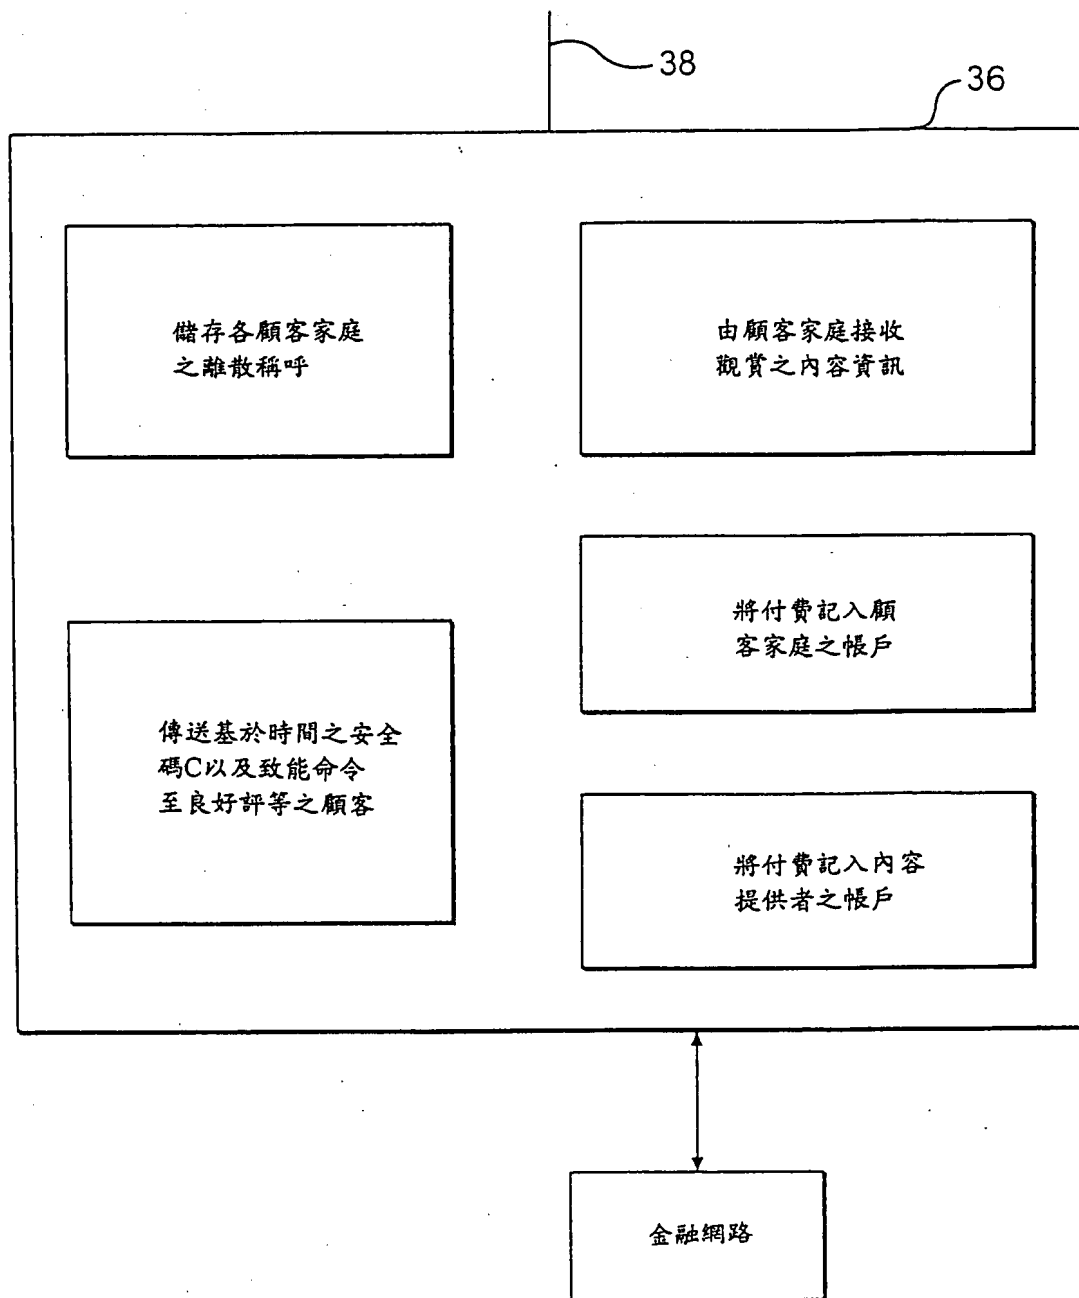 38
36
儲存各顧客家庭
之離散稱呼
由顧客家庭接收
觀賞之內容資訊
將付費記入顧
客家庭之帳戶
傳送基於時間之安全
碼C以及致能命令
至良好評等之顧客
將付費記入內容
提供者之帳戶
金融網路